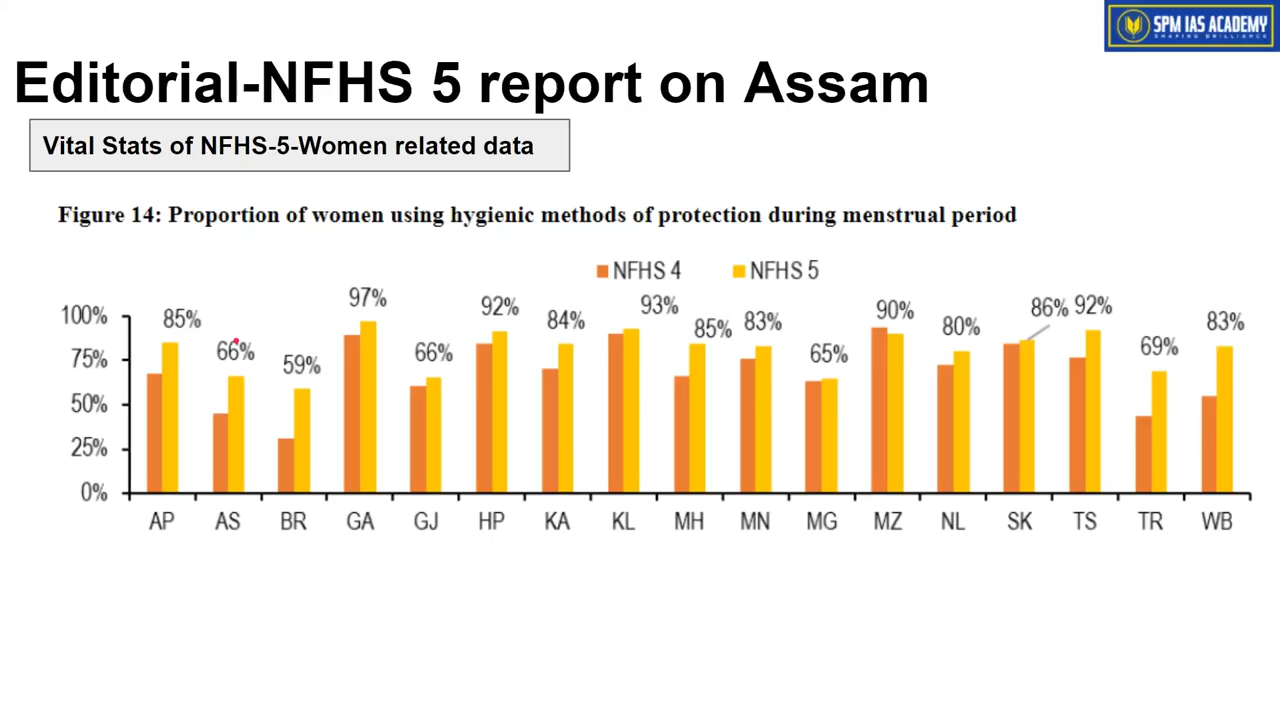 SPM IAS ACADEMY
SHAPING BRILLIANCE
Editorial-NFHS 5 report on Assam
Vital Stats of NFHS-5-Women related data
Figure 14: Proportion of women using hygienic methods of protection during menstrual period
NFHS 4 NFHS 5
100% 75% 50% 25% 0%
85% 66% 59% 97% 66% 92% 84% 93% 85% 83% 65% 90% 80% 86% 92% 69% 83%
AP AS BR GA GJ HP KA KL MH MN MG MZ NL SK TS TR WB